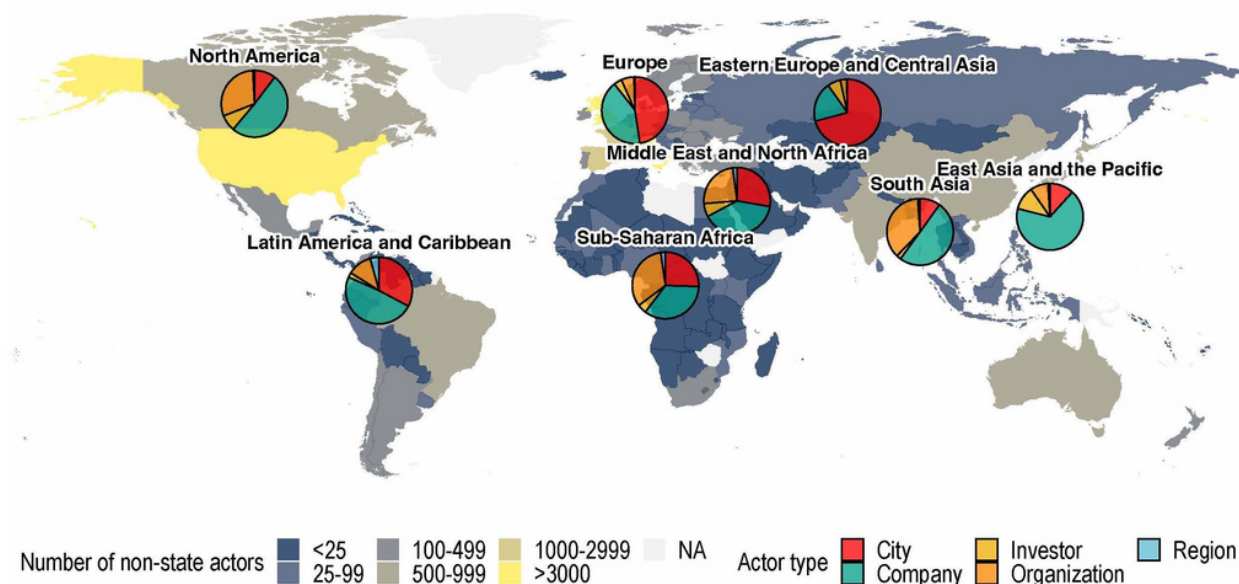 North America
Europe
Eastern Europe and Central Asia
Middle East and North Africa
East Asia and the Pacific
South Asia
Latin America and Caribbean
Sub-Saharan Africa
Number of non-state actors
<25
25-99
100-499
500-999
1000-2999
>3000
NA
Actor type
City
Company
Investor
Organization
Region